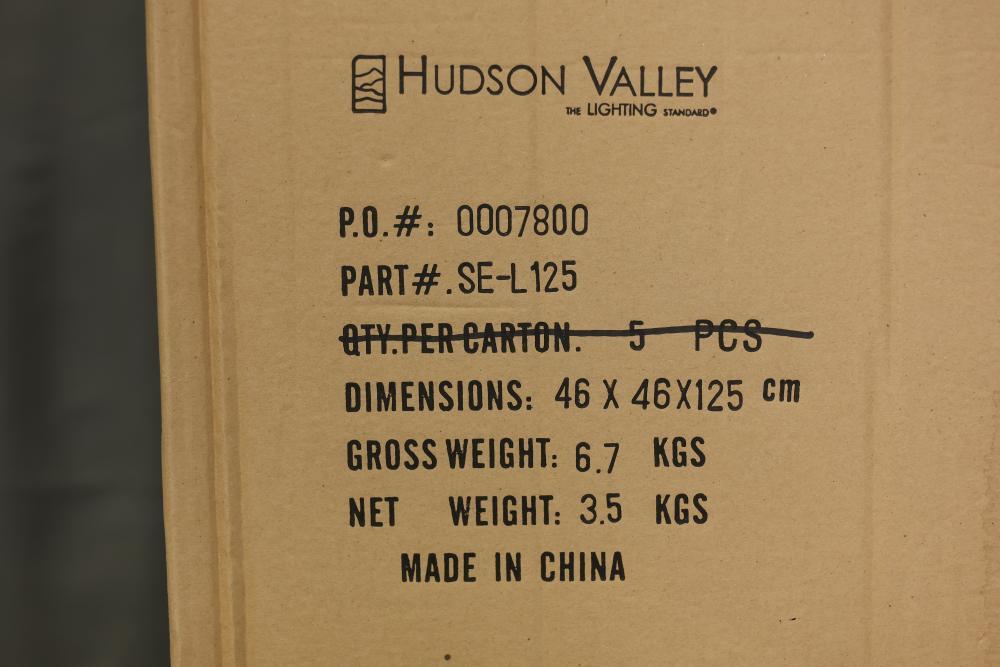 HUDSON VALLEY
THE LIGHTING STANDARD®
P.O.#: 0007800
PART#.SE-L125
QTY.PER CARTON. 5 PCS
DIMENSIONS: 46 X 46X125 cm
GROSS WEIGHT: 6.7 KGS
NET WEIGHT: 3.5 KGS
MADE IN CHINA